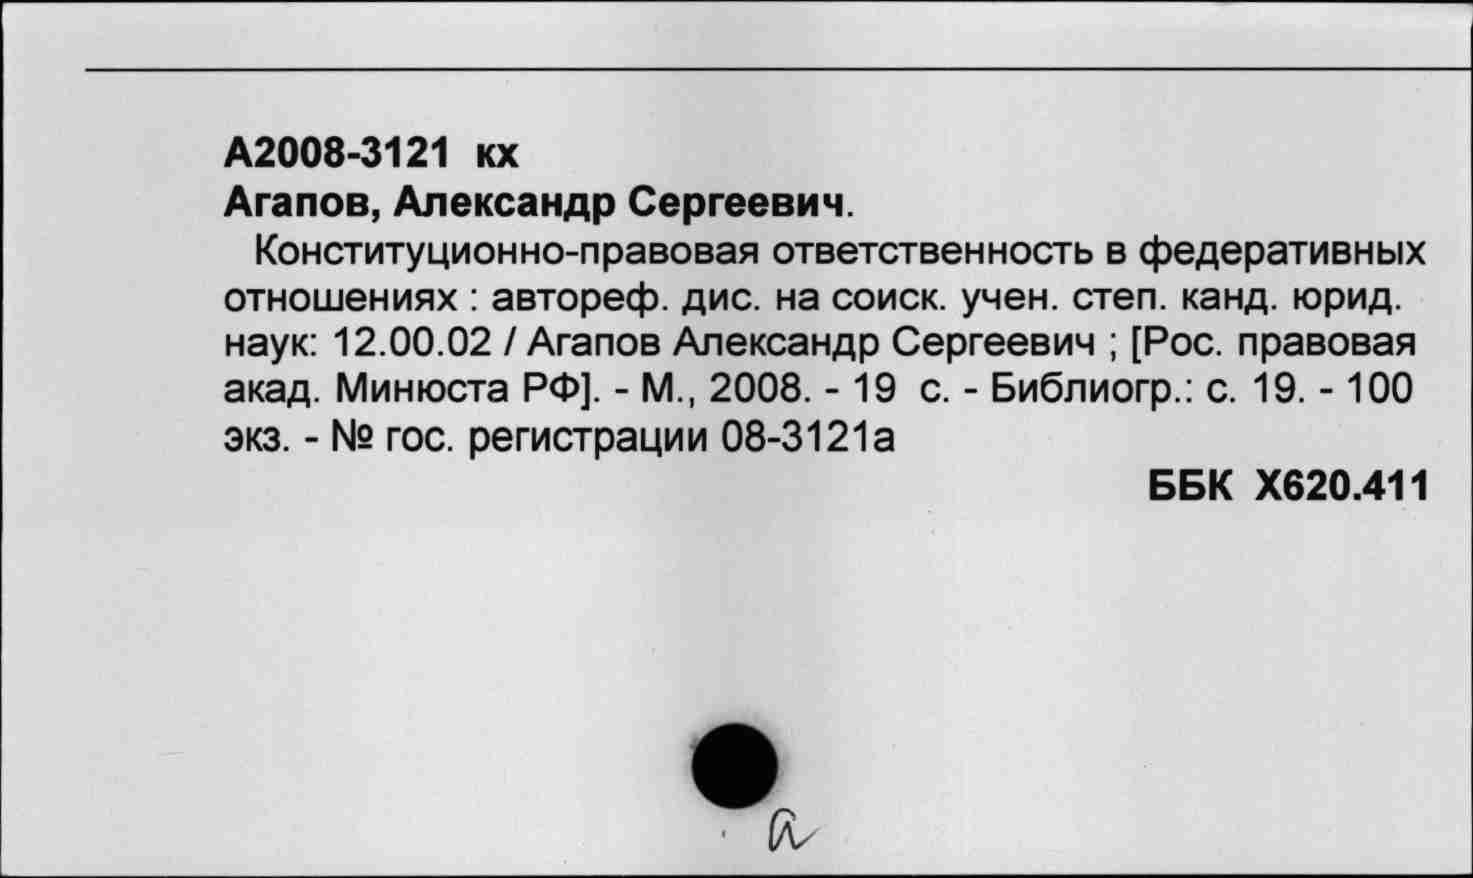 А2008-3121 кх
Агапов, Александр Сергеевич.
Конституционно-правовая ответственность в федеративных
отношениях : автореф. дис. на соиск. учен. степ. канд. юрид.
наук: 12.00.02 / Агапов Александр Сергеевич ; [Рос. правовая
акад. Минюста РФ]. - М., 2008. - 19 с. - Библиогр.: с. 19. - 100
экз. - № гос. регистрации 08-3121а
ББК Х620.411